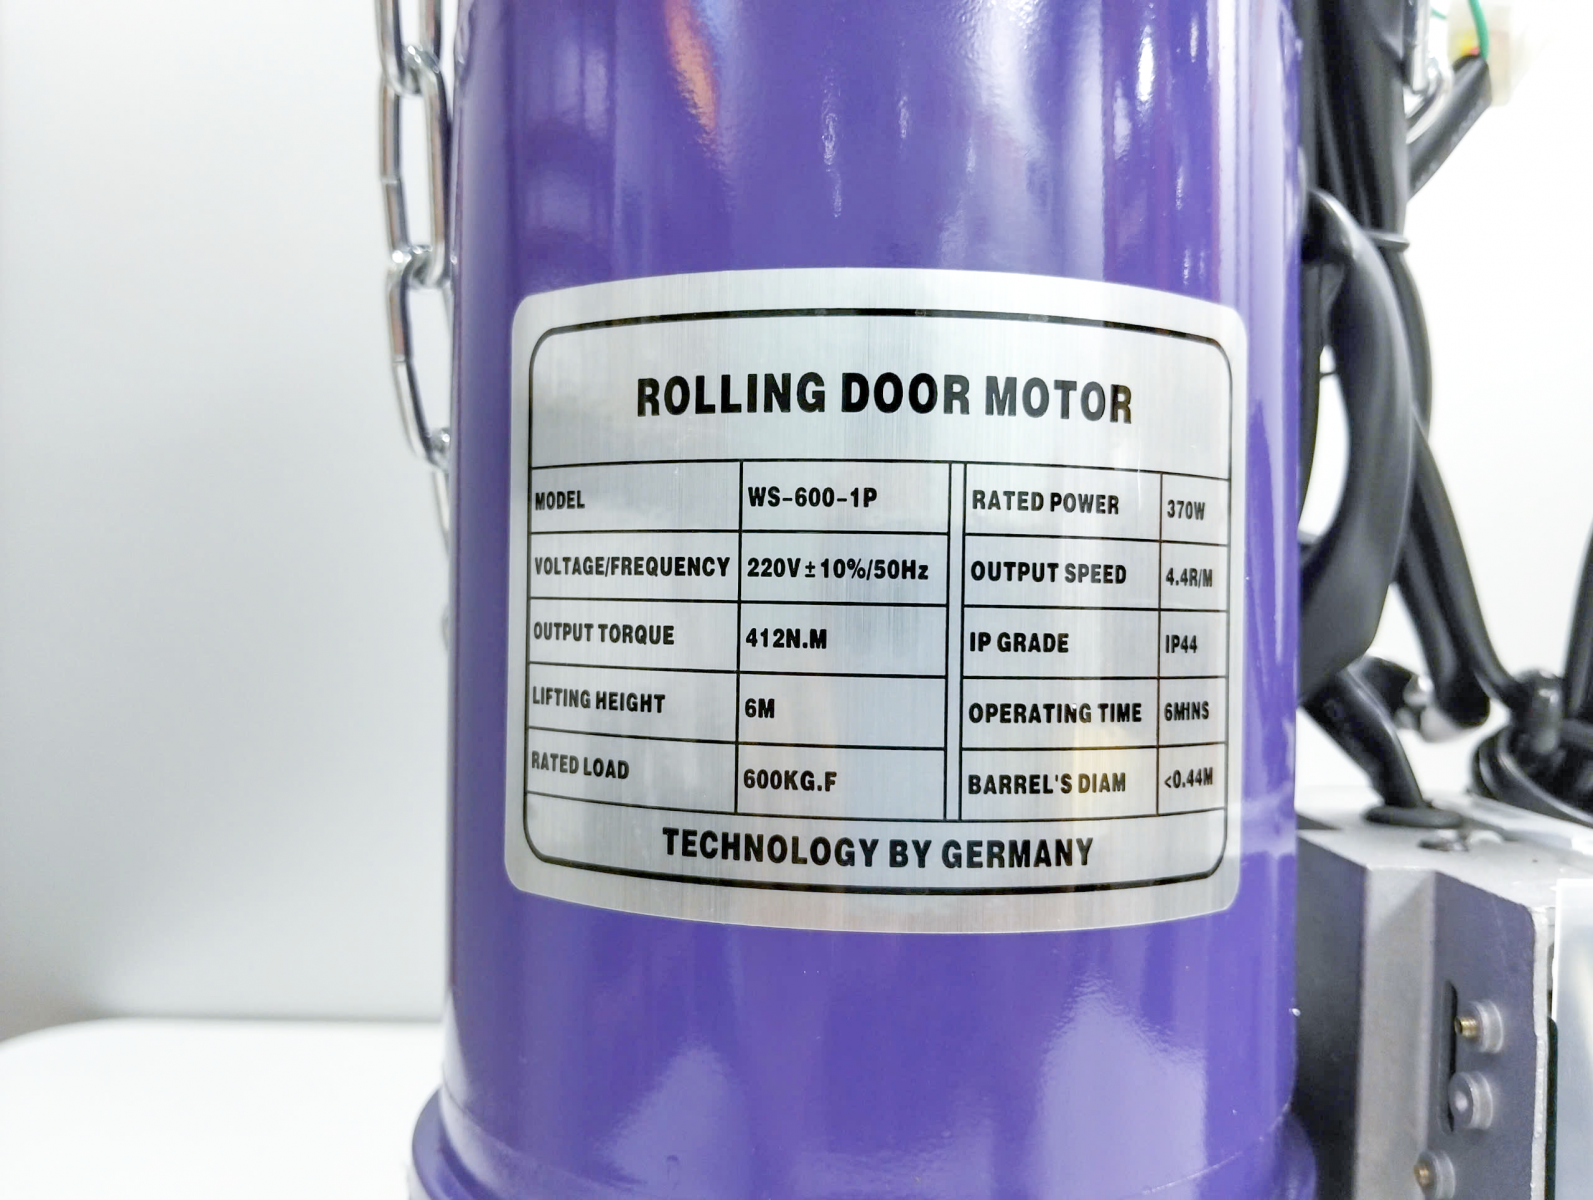 ROLLING DOOR MOTOR
MODEL WS-600-1P RATED POWER 370W
VOLTAGE/FREQUENCY 220V±10%/50Hz OUTPUT SPEED 4.4R/M
OUTPUT TORQUE 412N.M IP GRADE IP44
LIFTING HEIGHT 6M OPERATING TIME 6MINS
RATED LOAD 600KG.F BARREL'S DIAM <0.44M
TECHNOLOGY BY GERMANY